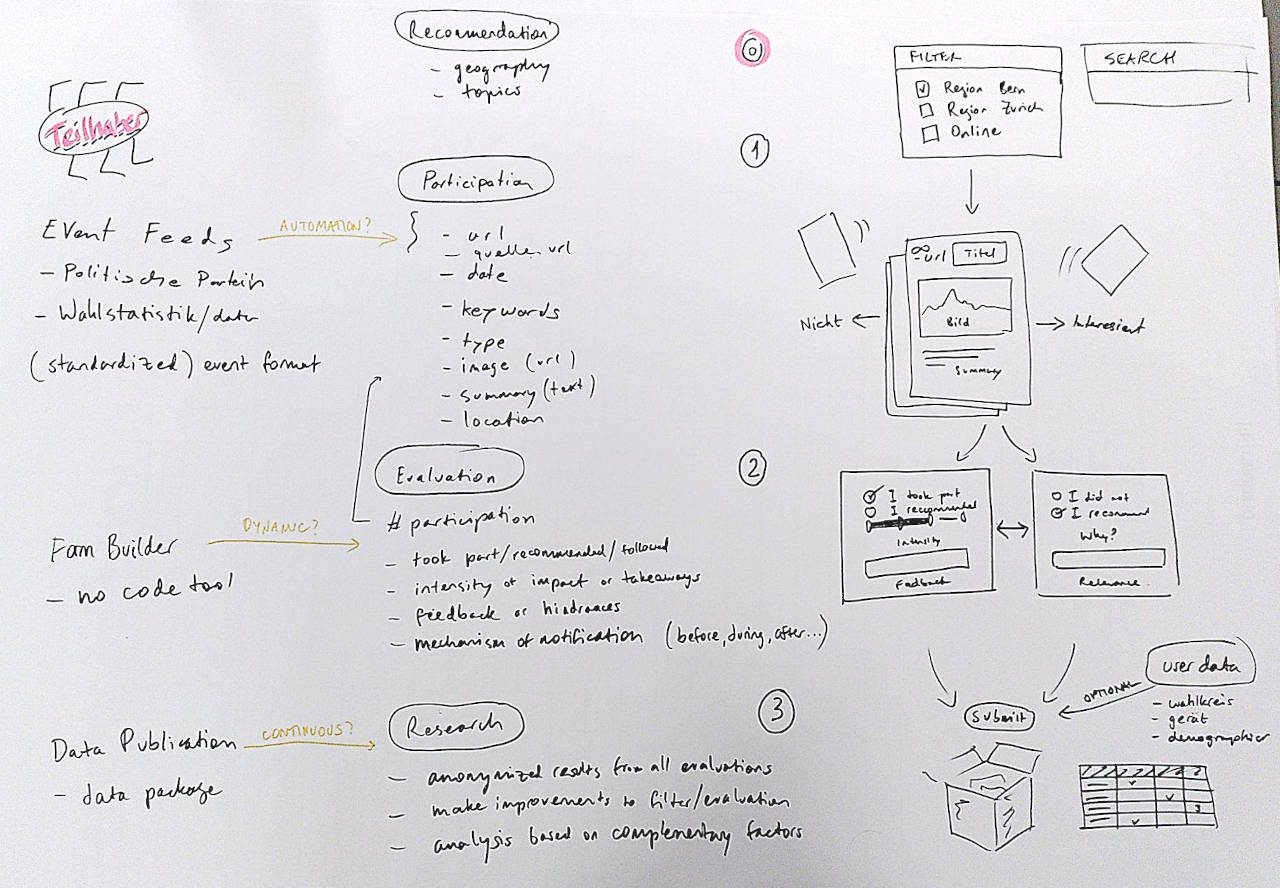 Teilhaber
Event Feeds
- Politische Partein
- Wahlstatistik/daten
(standardized) event format
AUTOMATION?
Fam Builder
- no code tool
DYNAMIC?
Data Publication
- data package
CONTINUOUS?
Recommendation
- geography
- topics
Participation
- url
- quelle-url
- date
- keywords
- type
- image (url)
- summary (text)
- location
Evaluation
# participation
- took part/recommended/followed
- intensity of impact or takeaways
- feedback or hindrances
- mechanism of notification (before, during, after...)
Research
- anonymized results from all evaluations
- make improvements to filter/evaluation
- analysis based on complementary factors
0
FILTER
Region Bern
Region Zürich
Online
SEARCH
1
url
Titel
Bild
Summary
Nicht
Interessiert
2
I took part
I recommended
Intensity
Feedback
I did not
I recommend
Why?
Relevance
3
Submit
OPTIONAL
user data
- wahlkreis
- gerät
- demographics